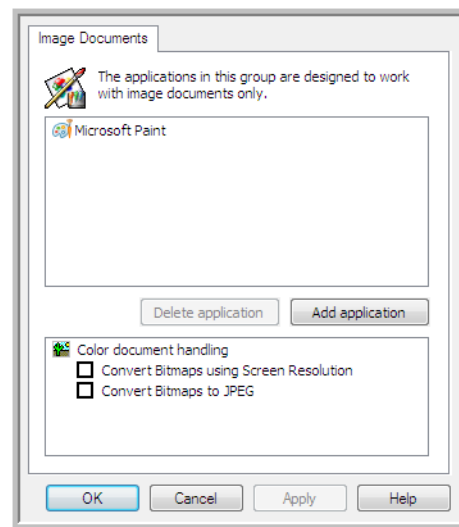 Image Documents
The applications in this group are designed to work
with image documents only.
Microsoft Paint
Delete application
Add application
Color document handling
Convert Bitmaps using Screen Resolution
Convert Bitmaps to JPEG
OK
Cancel
Apply
Help